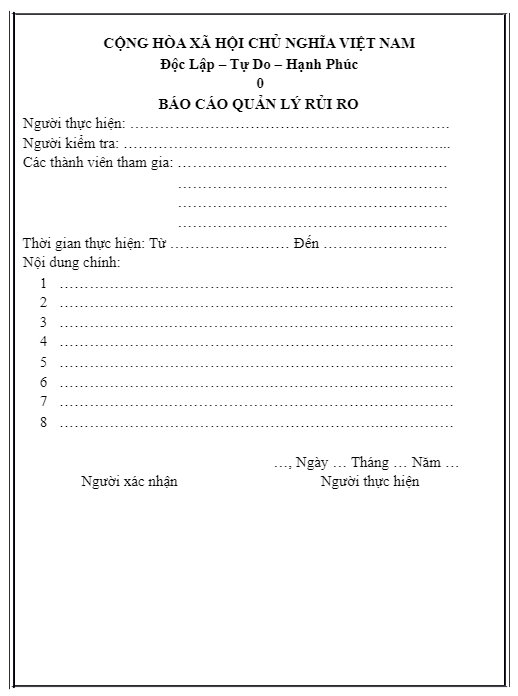 CỘNG HÒA XÃ HỘI CHỦ NGHĨA VIỆT NAM
Độc Lập – Tự Do – Hạnh Phúc
0
BÁO CÁO QUẢN LÝ RỦI RO
Người thực hiện: ……………………………………………………….
Người kiểm tra: ………………………………………………………...
Các thành viên tham gia: ………………………………………………
………………………………………………
………………………………………………
………………………………………………
Thời gian thực hiện: Từ …………………… Đến …………………….
Nội dung chính:
1 ……………………………………………………………………
2 ……………………………………………………………………
3 ……………………………………………………………………
4 ……………………………………………………………………
5 ……………………………………………………………………
6 ……………………………………………………………………
7 ……………………………………………………………………
8 ……………………………………………………………………
…, Ngày … Tháng … Năm …
Người xác nhận Người thực hiện